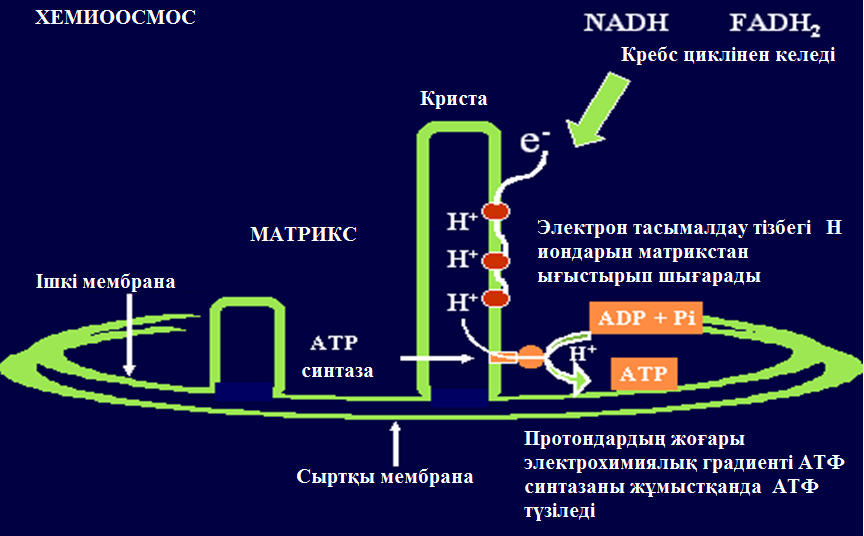 ХЕМИООСМОС
NADH FADH2
Кребс циклінен келеді
Криста
e-
H+
Электрон тасымалдау тізбегі Н
иондарын матрикстан
ығыстырып шығарады
МАТРИКС
H+
Ішкі мембрана
H+
ADP + Pi
АТР
синтаза
H+
ATP
Протондардың жоғары
электрохимиялық градиенті АТФ
синтазаны жұмыстқанда АТФ
түзіледі
Сыртқы мембрана